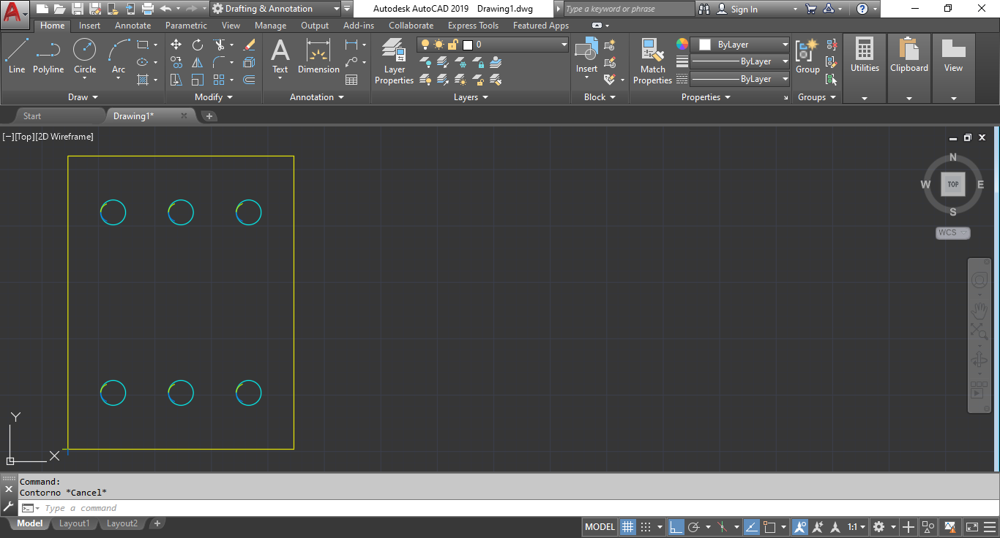 Drafting & Annotation
Autodesk AutoCAD 2019 Drawing1.dwg
Type a keyword or phrase
Sign In
Home Insert Annotate Parametric View Manage Output Add-ins Collaborate Express Tools Featured Apps
Line Polyline Circle Arc
Draw
Modify
Text Dimension
Annotation
Layer
Properties
0
Layers
Insert
Block
Match
Properties
ByLayer
ByLayer
ByLayer
Properties
Group
Groups
Utilities
Clipboard
View
Start Drawing1*
[−][Top][2D Wireframe]
N
W TOP E
S
WCS
Y
X
Command:
Contorno *Cancel*
Type a command
Model Layout1 Layout2
MODEL 1:1